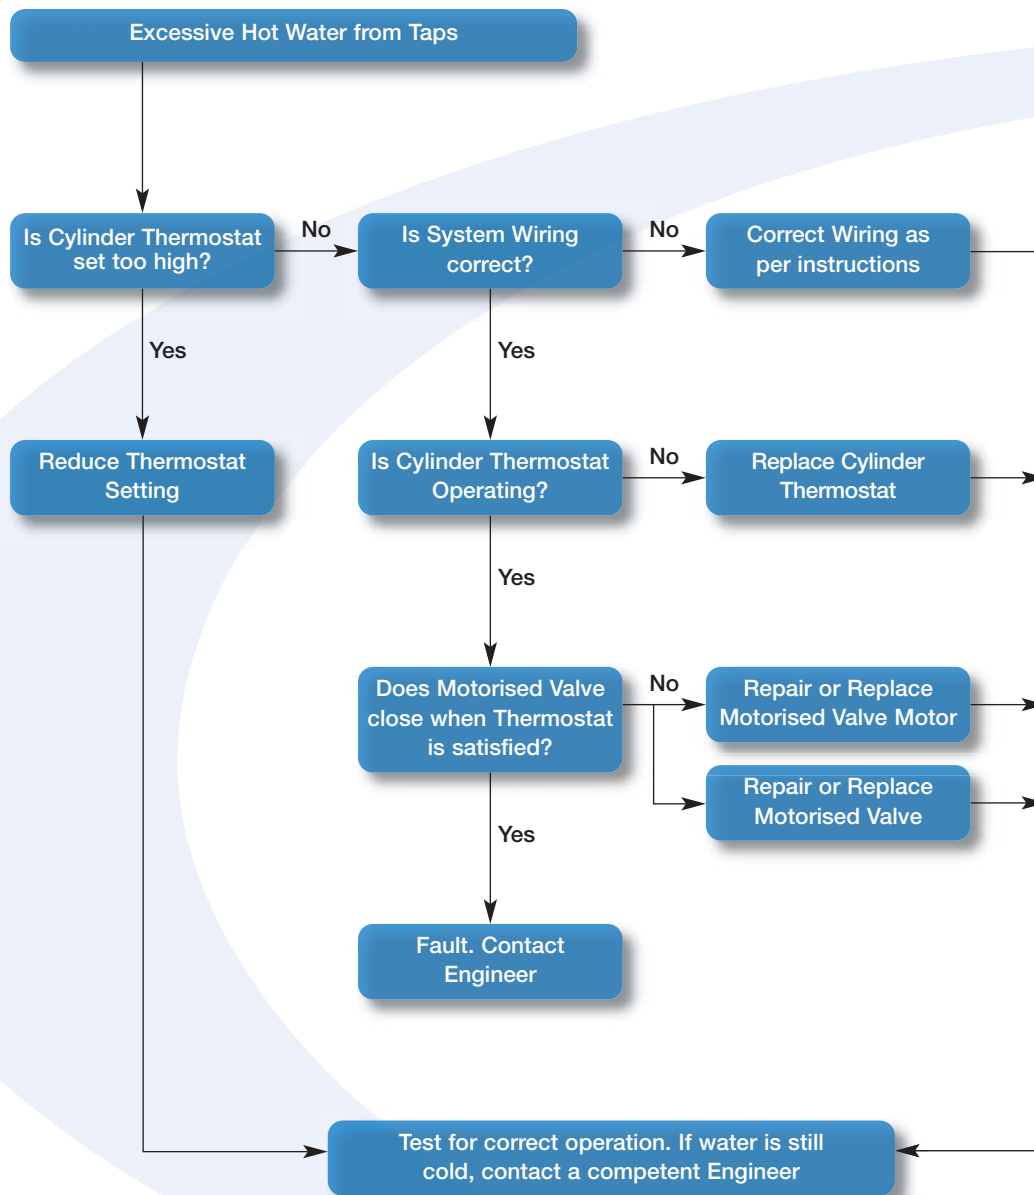 Excessive Hot Water from Taps
Is Cylinder Thermostat
set too high?
No
Is System Wiring
correct?
No
Correct Wiring as
per instructions
Yes
Yes
Reduce Thermostat
Setting
Is Cylinder Thermostat
Operating?
No
Replace Cylinder
Thermostat
Yes
Does Motorised Valve
close when Thermostat
is satisfied?
No
Repair or Replace
Motorised Valve Motor
Repair or Replace
Motorised Valve
Yes
Fault. Contact
Engineer
Test for correct operation. If water is still
cold, contact a competent Engineer